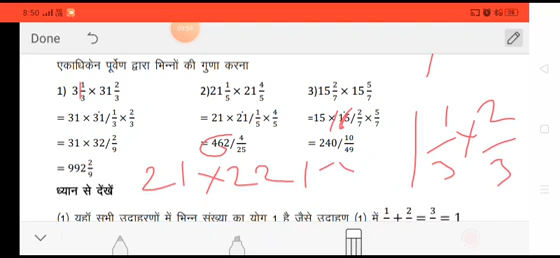 8:50
Done
एकाधिकेन पूर्वेण द्वारा भिन्नों की गुणा करना
1) 3 1/3 × 31 2/3 2) 21 1/5 × 21 4/5 3) 15 2/7 × 15 5/7
= 31 × 31/ 1/3 × 2/3 = 21 × 21/ 1/5 × 4/5 =15 × 16/ 2/7 × 5/7
= 31 × 32/ 2/9 = 462/ 4/25 = 240/ 10/49
= 992 2/9
21×22
1 1/3 × 2/3
ध्यान से देखें
(1) यहाँ सभी उदाहरणों में भिन्न संख्या का योग 1 है जैसे उदाहण (1) में 1/3 + 2/3 = 3/3 = 1